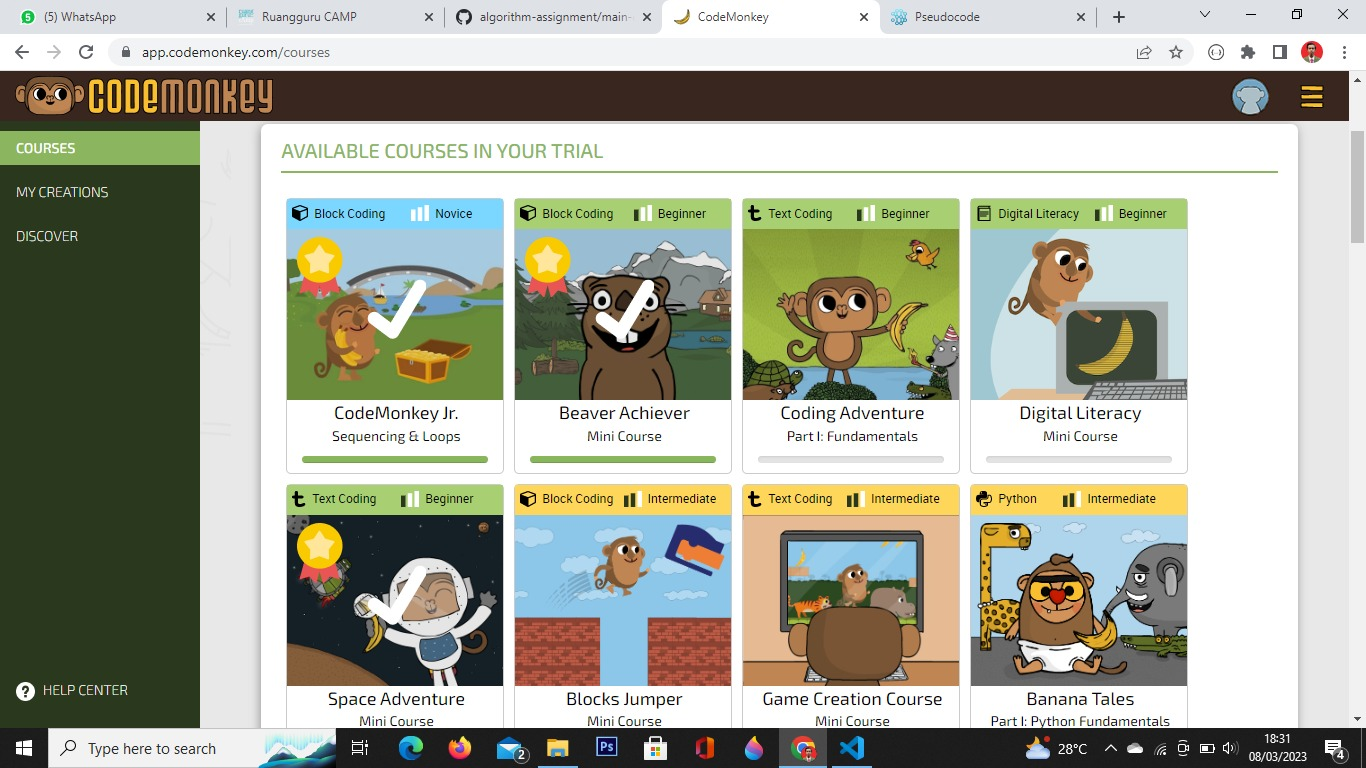 (5) WhatsApp
Ruangguru CAMP
algorithm-assignment/main-
CodeMonkey
Pseudocode
app.codemonkey.com/courses
CODEMONKEY
COURSES
MY CREATIONS
DISCOVER
HELP CENTER
AVAILABLE COURSES IN YOUR TRIAL
Block Coding Novice
CodeMonkey Jr.
Sequencing & Loops
Block Coding Beginner
Beaver Achiever
Mini Course
Text Coding Beginner
Coding Adventure
Part I: Fundamentals
Digital Literacy Beginner
Digital Literacy
Mini Course
Text Coding Beginner
Space Adventure
Mini Course
Block Coding Intermediate
Blocks Jumper
Mini Course
Text Coding Intermediate
Game Creation Course
Mini Course
Python Intermediate
Banana Tales
Part I: Python Fundamentals
Type here to search
2
Ps
28°C
18:31
08/03/2023
4